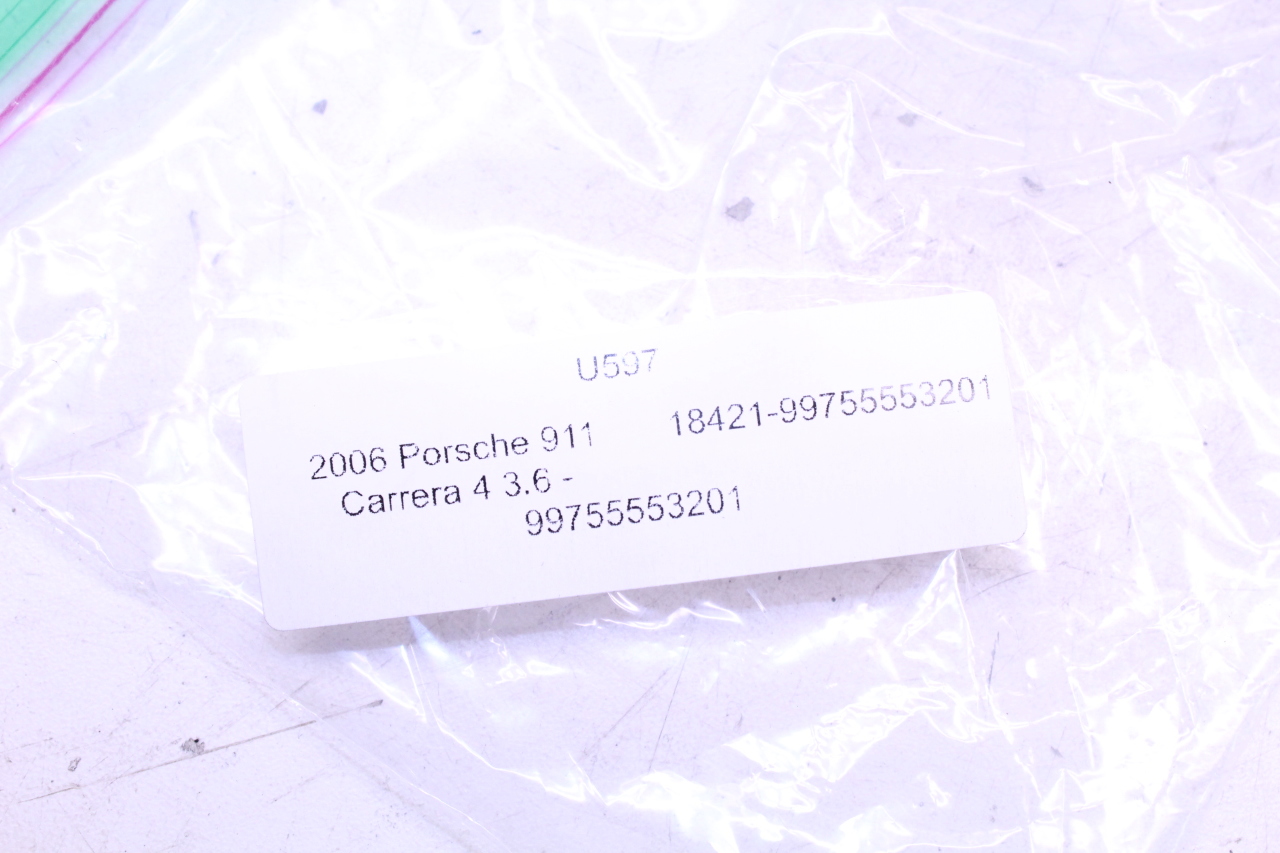 U597
2006 Porsche 911 18421-99755553201
Carrera 4 3.6 -
99755553201